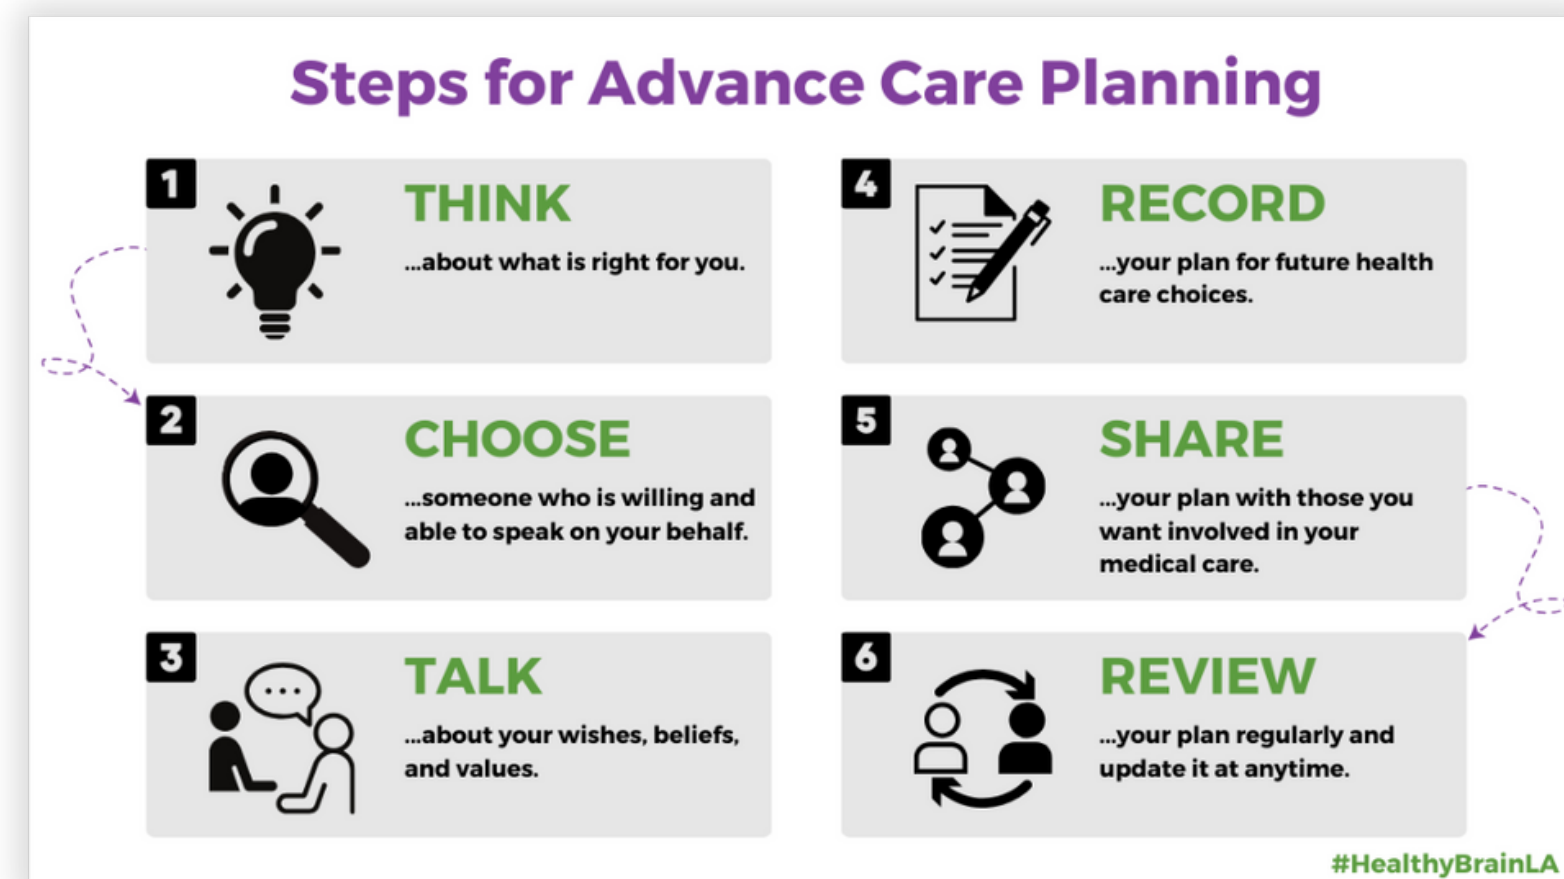 Steps for Advance Care Planning
1
THINK
...about what is right for you.
2
CHOOSE
...someone who is willing and
able to speak on your behalf.
3
TALK
...about your wishes, beliefs,
and values.
4
RECORD
...your plan for future health
care choices.
5
SHARE
...your plan with those you
want involved in your
medical care.
6
REVIEW
...your plan regularly and
update it at anytime.
#HealthyBrainLA